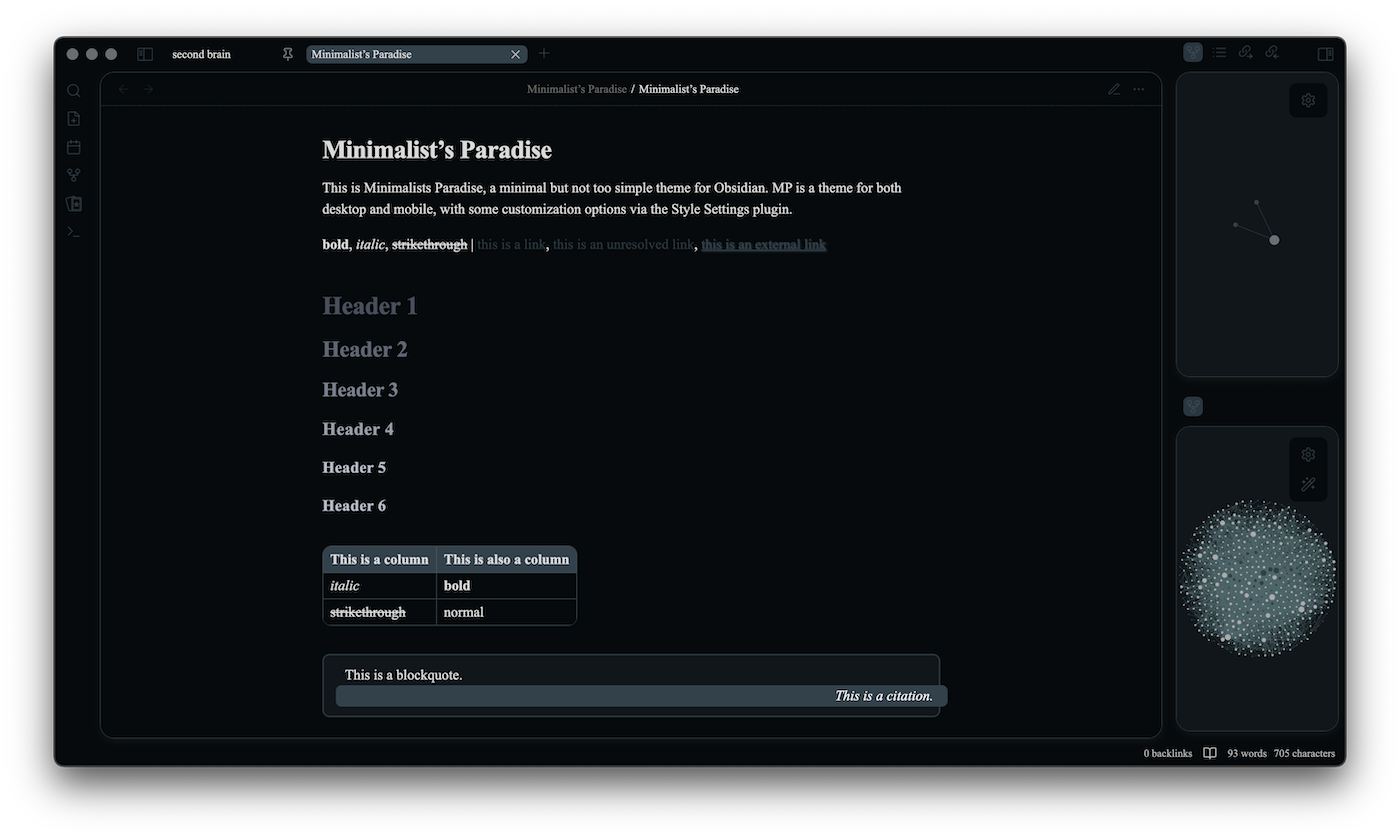 second brain
Minimalist’s Paradise
Minimalist’s Paradise / Minimalist’s Paradise
Minimalist’s Paradise
This is Minimalists Paradise, a minimal but not too simple theme for Obsidian. MP is a theme for both
desktop and mobile, with some customization options via the Style Settings plugin.
bold, italic, strikethrough | this is a link, this is an unresolved link, this is an external link
Header 1
Header 2
Header 3
Header 4
Header 5
Header 6
This is a column This is also a column
italic bold
strikethrough normal
This is a blockquote.
This is a citation.
0 backlinks 93 words 705 characters